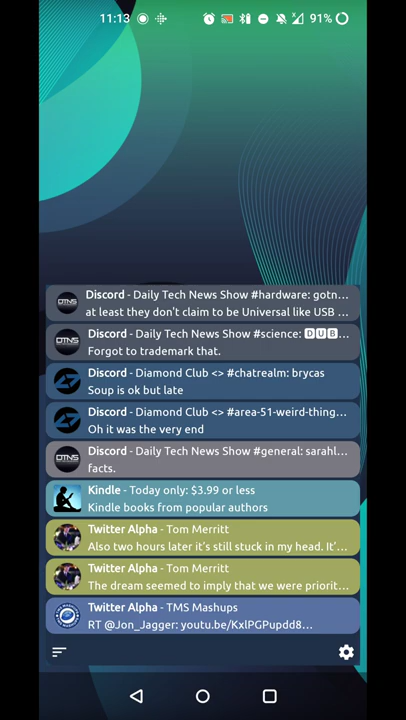 11:13
91%
Discord - Daily Tech News Show #hardware: gotn...
at least they don't claim to be Universal like USB ...
Discord - Daily Tech News Show #science: 🅳🆄🅱...
Forgot to trademark that.
Discord - Diamond Club <> #chatrealm: brycas
Soup is ok but late
Discord - Diamond Club <> #area-51-weird-thing...
Oh it was the very end
Discord - Daily Tech News Show #general: sarahl...
facts.
Kindle - Today only: $3.99 or less
Kindle books from popular authors
Twitter Alpha - Tom Merritt
Also two hours later it's still stuck in my head. It'...
Twitter Alpha - Tom Merritt
The dream seemed to imply that we were priorit...
Twitter Alpha - TMS Mashups
RT @Jon_Jagger: youtu.be/KxlPGPupdd8...